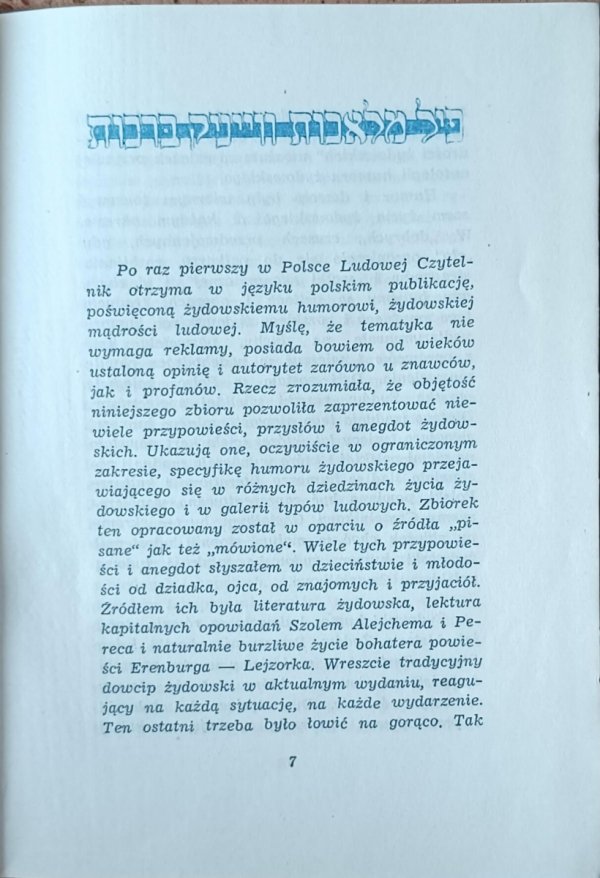 מלאכות ברכות
Po raz pierwszy w Polsce Ludowej Czytel-
nik otrzyma w języku polskim publikację,
poświęconą żydowskiemu humorowi, żydowskiej
mądrości ludowej. Myślę, że tematyka nie
wymaga reklamy, posiada bowiem od wieków
ustaloną opinię i autorytet zarówno u znawców,
jak i profanów. Rzecz zrozumiała, że objętość
niniejszego zbioru pozwoliła zaprezentować nie-
wiele przypowieści, przysłów i anegdot żydow-
skich. Ukazują one, oczywiście w ograniczonym
zakresie, specyfikę humoru żydowskiego przeja-
wiającego się w różnych dziedzinach życia ży-
dowskiego i w galerii typów ludowych. Zbiorek
ten opracowany został w oparciu o źródła „pi-
sane“ jak też „mówione“. Wiele tych przypowie-
ści i anegdot słyszałem w dzieciństwie i młodo-
ści od dziadka, ojca, od znajomych i przyjaciół.
Źródłem ich była literatura żydowska, lektura
kapitalnych opowiadań Szolem Alejchema i Pe-
reca i naturalnie burzliwe życie bohatera powie-
ści Erenburga — Lejzorka. Wreszcie tradycyjny
dowcip żydowski w aktualnym wydaniu, reagu-
jący na każdą sytuację, na każde wydarzenie.
Ten ostatni trzeba było łowić na gorąco. Tak
7